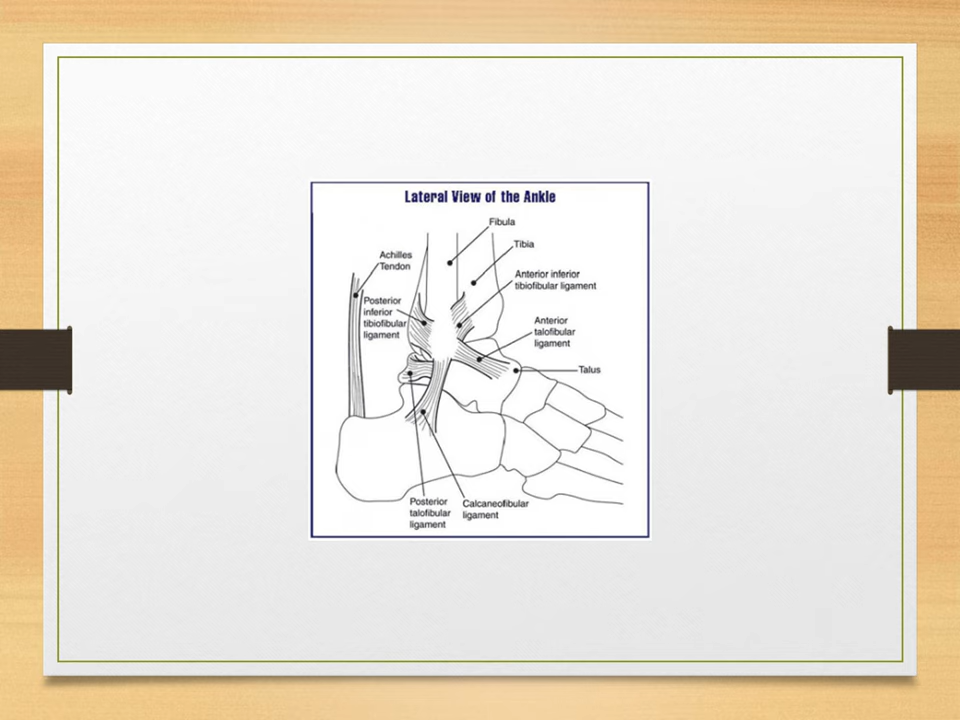 Lateral View of the Ankle
Fibula
Tibia
Achilles
Tendon
Anterior inferior
tibiofibular ligament
Posterior
inferior
tibiofibular
ligament
Anterior
talofibular
ligament
Talus
Posterior
talofibular
ligament
Calcaneofibular
ligament